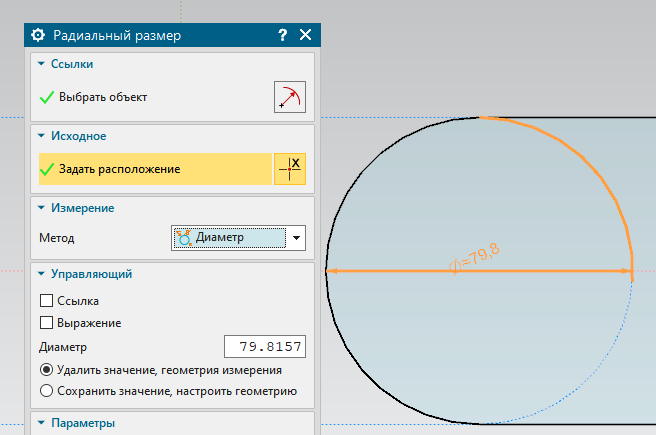 Радиальный размер
Ссылки
Выбрать объект
Исходное
Задать расположение
X
Измерение
Метод Диаметр
Управляющий
Ссылка
Выражение
Диаметр 79.8157
Удалить значение, геометрия измерения
Сохранить значение, настроить геометрию
Параметры
∅=79,8